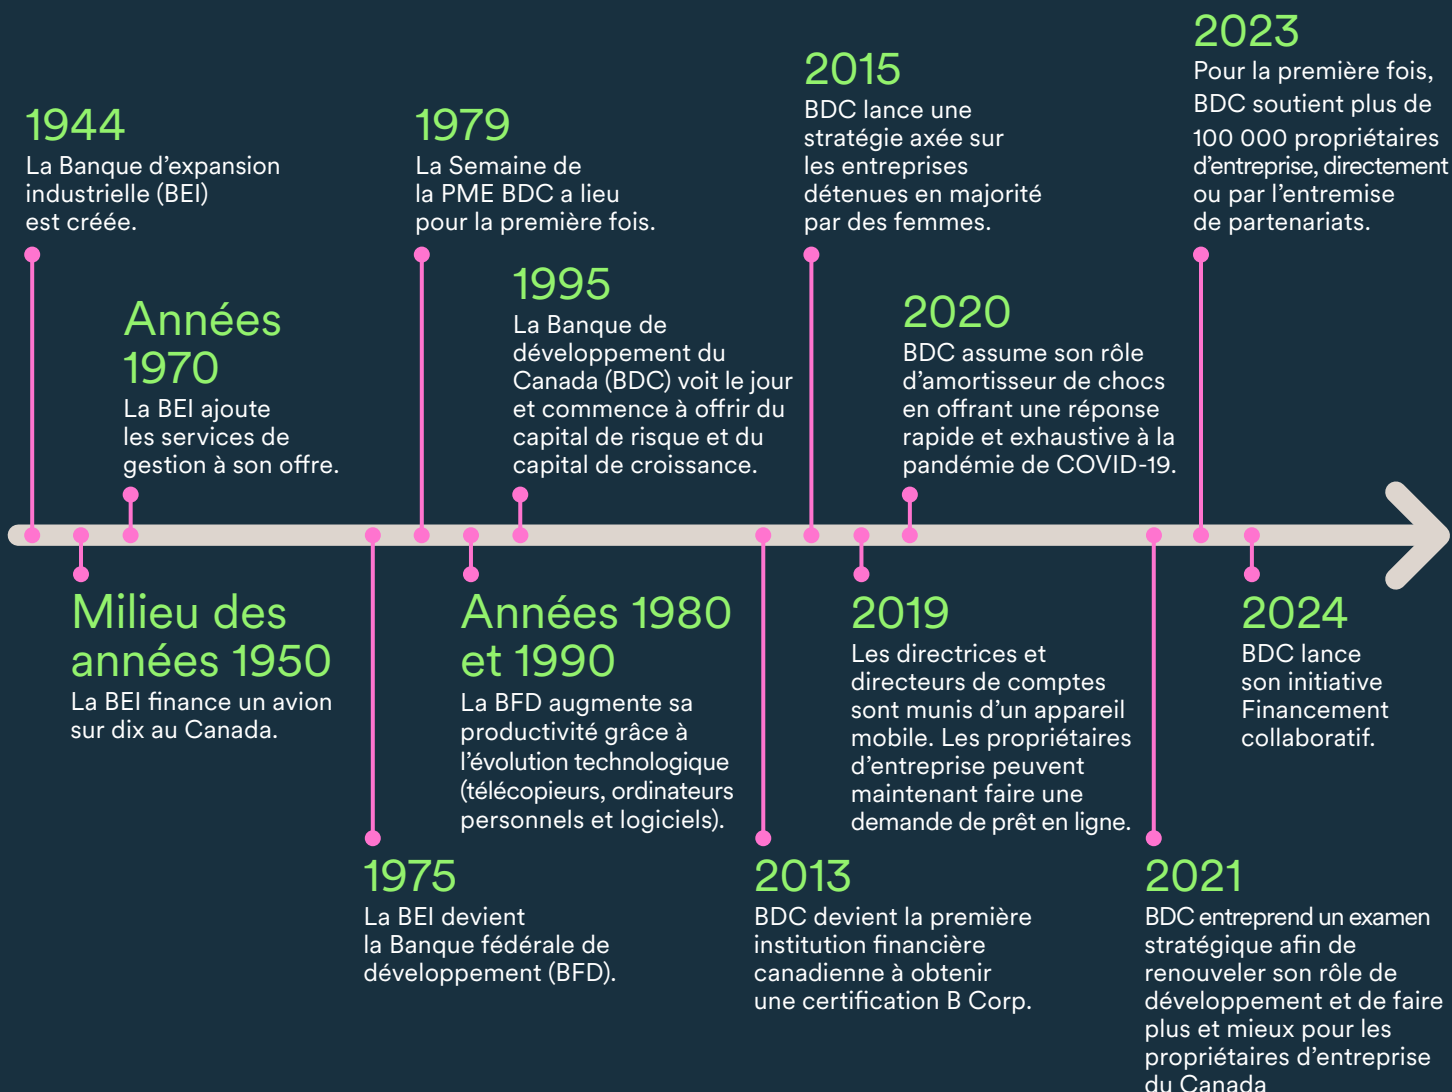 1944
La Banque d'expansion
industrielle (BEI)
est créée.
Milieu des
années 1950
La BEI finance un avion
sur dix au Canada.
Années
1970
La BEI ajoute
les services de
gestion à son offre.
1975
La BEI devient
la Banque fédérale de
développement (BFD).
1979
La Semaine de
la PME BDC a lieu
pour la première fois.
Années 1980
et 1990
La BFD augmente sa
productivité grâce à
l'évolution technologique
(télécopieurs, ordinateurs
personnels et logiciels).
1995
La Banque de
développement du
Canada (BDC) voit le jour
et commence à offrir du
capital de risque et du
capital de croissance.
2013
BDC devient la première
institution financière
canadienne à obtenir
une certification B Corp.
2015
BDC lance une
stratégie axée sur
les entreprises
détenues en majorité
par des femmes.
2019
Les directrices et
directeurs de comptes
sont munis d'un appareil
mobile. Les propriétaires
d'entreprise peuvent
maintenant faire une
demande de prêt en ligne.
2020
BDC assume son rôle
d'amortisseur de chocs
en offrant une réponse
rapide et exhaustive à la
pandémie de COVID-19.
2021
BDC entreprend un examen
stratégique afin de
renouveler son rôle de
développement et de faire
plus et mieux pour les
propriétaires d'entreprise
du Canada
2023
Pour la première fois,
BDC soutient plus de
100 000 propriétaires
d'entreprise, directement
ou par l'entremise
de partenariats.
2024
BDC lance
son initiative
Financement
collaboratif.